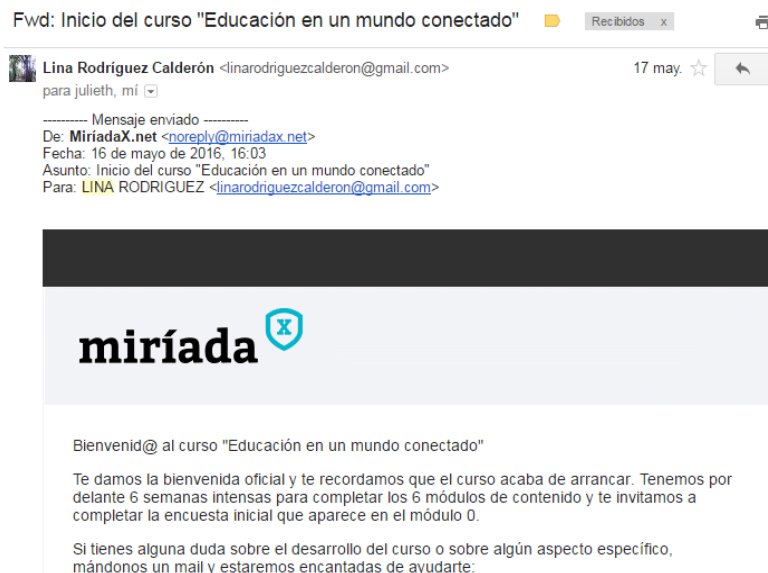 Fwd: Inicio del curso "Educación en un mundo conectado" Recibidos x
Lina Rodríguez Calderón <linarodriguezcalderon@gmail.com> 17 may.
para julieth, mí
---------- Mensaje enviado ----------
De: MiríadaX.net <noreply@miriadax.net>
Fecha: 16 de mayo de 2016, 16:03
Asunto: Inicio del curso "Educación en un mundo conectado"
Para: LINA RODRIGUEZ <linarodriguezcalderon@gmail.com>
miríada X
Bienvenid@ al curso "Educación en un mundo conectado"
Te damos la bienvenida oficial y te recordamos que el curso acaba de arrancar. Tenemos por
delante 6 semanas intensas para completar los 6 módulos de contenido y te invitamos a
completar la encuesta inicial que aparece en el módulo 0.
Si tienes alguna duda sobre el desarrollo del curso o sobre algún aspecto específico,
mándonos un mail y estaremos encantadas de ayudarte: